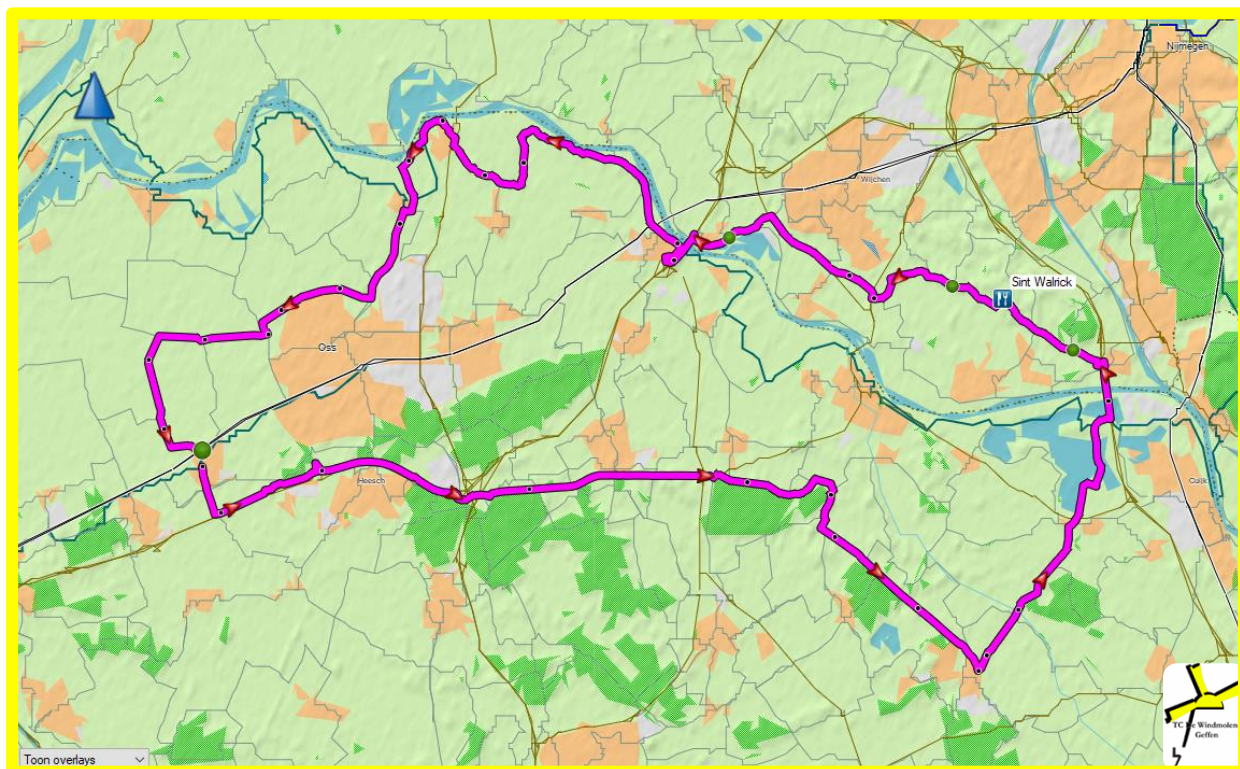 Nijmegen
Wijchen
Sint Walrick
Oss
Heesch
Cuijk
TC De Windmolen
Geffen
Toon overlays